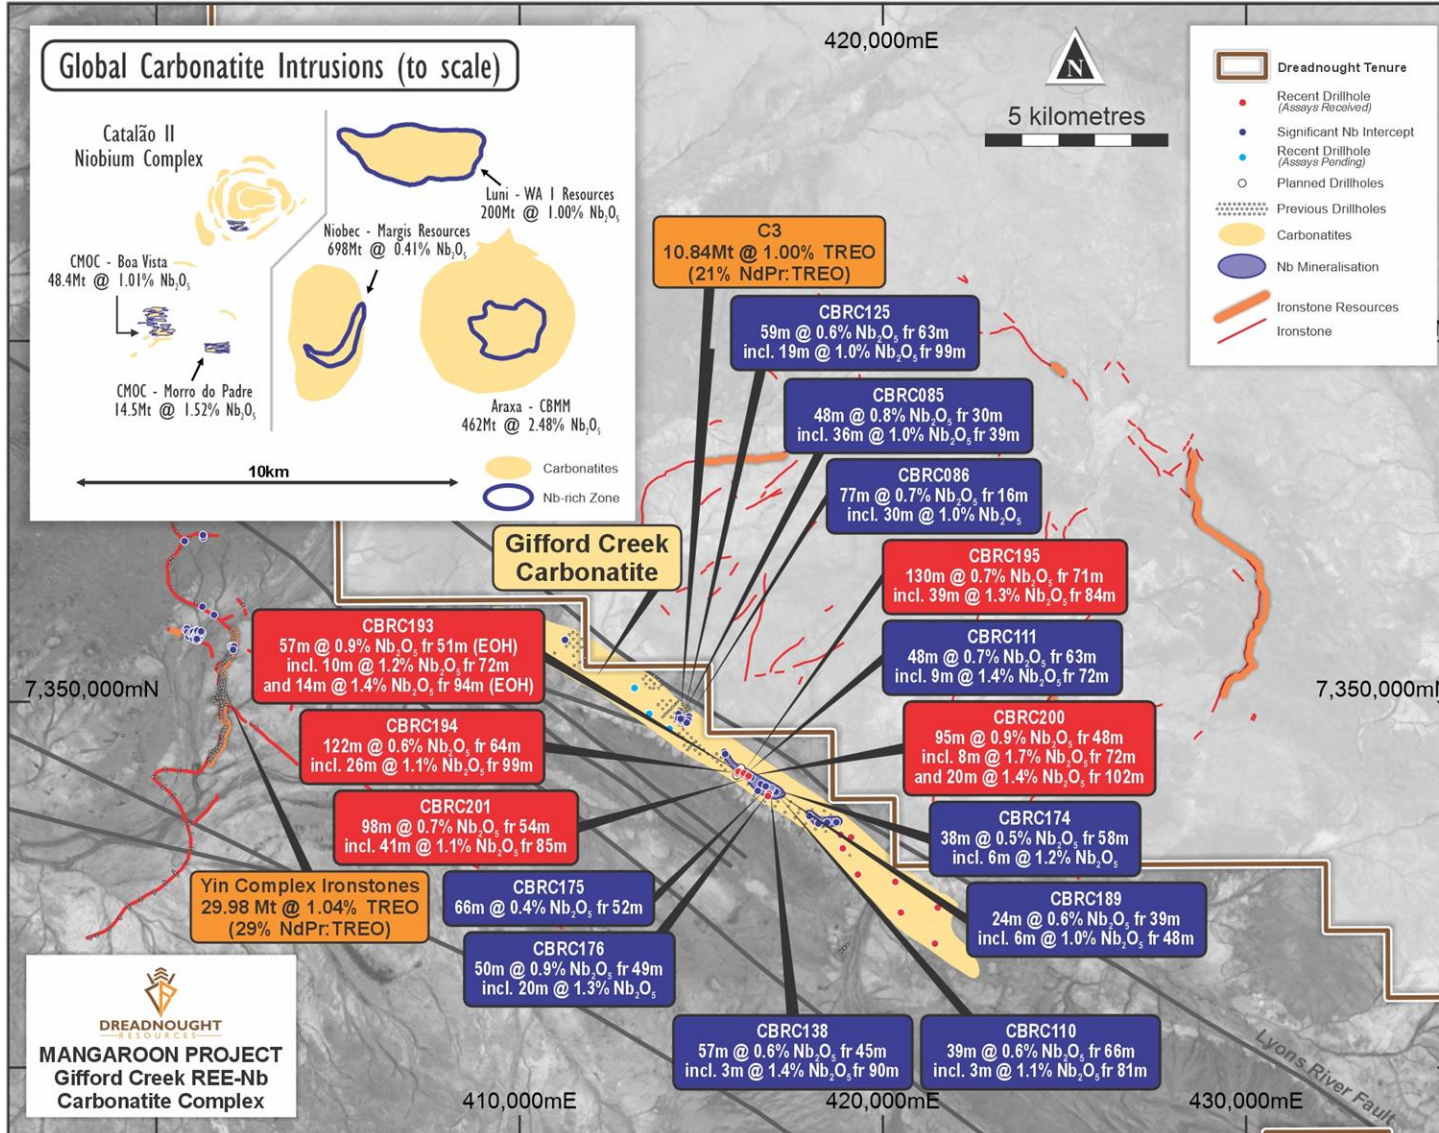 Global Carbonatite Intrusions (to scale)
Catalão II
Niobium Complex
CMOC - Boa Vista
48.4Mt @ 1.01% Nb₂O₅
CMOC - Morro do Padre
14.5Mt @ 1.52% Nb₂O₅
Luni - WA 1 Resources
200Mt @ 1.00% Nb₂O₅
Niobec - Margis Resources
698Mt @ 0.41% Nb₂O₅
Araxa - CBMM
462Mt @ 2.48% Nb₂O₅
10km
Carbonatites
Nb-rich Zone
420,000mE
N
5 kilometres
Dreadnought Tenure
Recent Drillhole
(Assays Received)
Significant Nb Intercept
Recent Drillhole
(Assays Pending)
Planned Drillholes
Previous Drillholes
Carbonatites
Nb Mineralisation
Ironstone Resources
Ironstone
C3
10.84Mt @ 1.00% TREO
(21% NdPr:TREO)
CBRC125
59m @ 0.6% Nb₂O₅ fr 63m
incl. 19m @ 1.0% Nb₂O₅ fr 99m
CBRC085
48m @ 0.8% Nb₂O₅ fr 30m
incl. 36m @ 1.0% Nb₂O₅ fr 39m
CBRC086
77m @ 0.7% Nb₂O₅ fr 16m
incl. 30m @ 1.0% Nb₂O₅
Gifford Creek
Carbonatite
CBRC195
130m @ 0.7% Nb₂O₅ fr 71m
incl. 39m @ 1.3% Nb₂O₅ fr 84m
CBRC193
57m @ 0.9% Nb₂O₅ fr 51m (EOH)
incl. 10m @ 1.2% Nb₂O₅ fr 72m
and 14m @ 1.4% Nb₂O₅ fr 94m (EOH)
CBRC111
48m @ 0.7% Nb₂O₅ fr 63m
incl. 9m @ 1.4% Nb₂O₅ fr 72m
7,350,000mN
7,350,000mN
CBRC194
122m @ 0.6% Nb₂O₅ fr 64m
incl. 26m @ 1.1% Nb₂O₅ fr 99m
CBRC200
95m @ 0.9% Nb₂O₅ fr 48m
incl. 8m @ 1.7% Nb₂O₅ fr 72m
and 20m @ 1.4% Nb₂O₅ fr 102m
CBRC201
98m @ 0.7% Nb₂O₅ fr 54m
incl. 41m @ 1.1% Nb₂O₅ fr 85m
CBRC174
38m @ 0.5% Nb₂O₅ fr 58m
incl. 6m @ 1.2% Nb₂O₅
Yin Complex Ironstones
29.98 Mt @ 1.04% TREO
(29% NdPr:TREO)
CBRC175
66m @ 0.4% Nb₂O₅ fr 52m
CBRC189
24m @ 0.6% Nb₂O₅ fr 39m
incl. 6m @ 1.0% Nb₂O₅ fr 48m
CBRC176
50m @ 0.9% Nb₂O₅ fr 49m
incl. 20m @ 1.3% Nb₂O₅
CBRC138
57m @ 0.6% Nb₂O₅ fr 45m
incl. 3m @ 1.4% Nb₂O₅ fr 90m
CBRC110
39m @ 0.6% Nb₂O₅ fr 66m
incl. 3m @ 1.1% Nb₂O₅ fr 81m
Lyons River Fault
DREADNOUGHT
RESOURCES
MANGAROON PROJECT
Gifford Creek REE-Nb
Carbonatite Complex
410,000mE
420,000mE
430,000mE